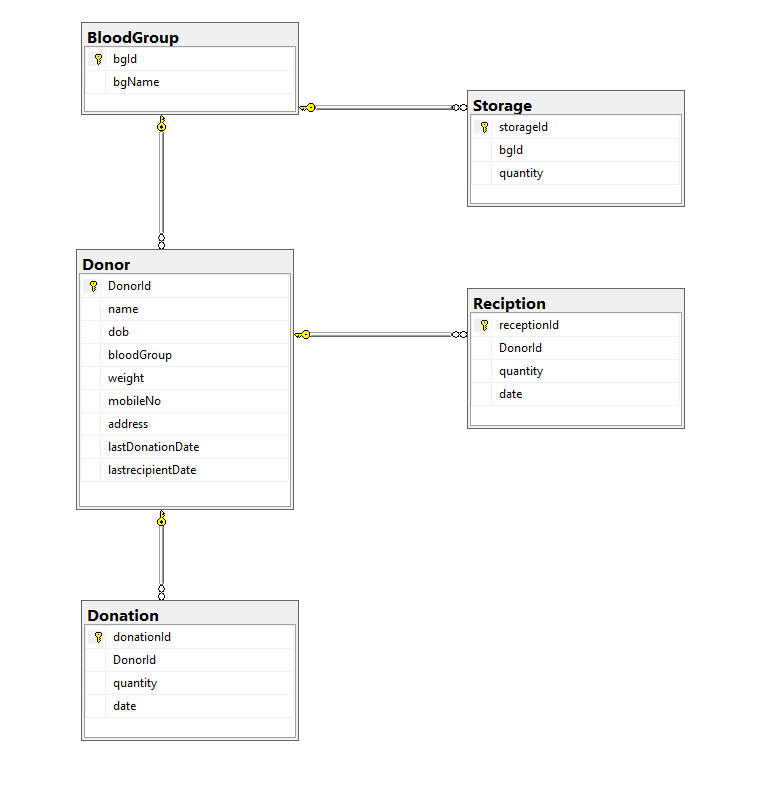 BloodGroup
bgId
bgName
Storage
storageId
bgId
quantity
Donor
DonorId
name
dob
bloodGroup
weight
mobileNo
address
lastDonationDate
lastrecipientDate
Reciption
receptionId
DonorId
quantity
date
Donation
donationId
DonorId
quantity
date